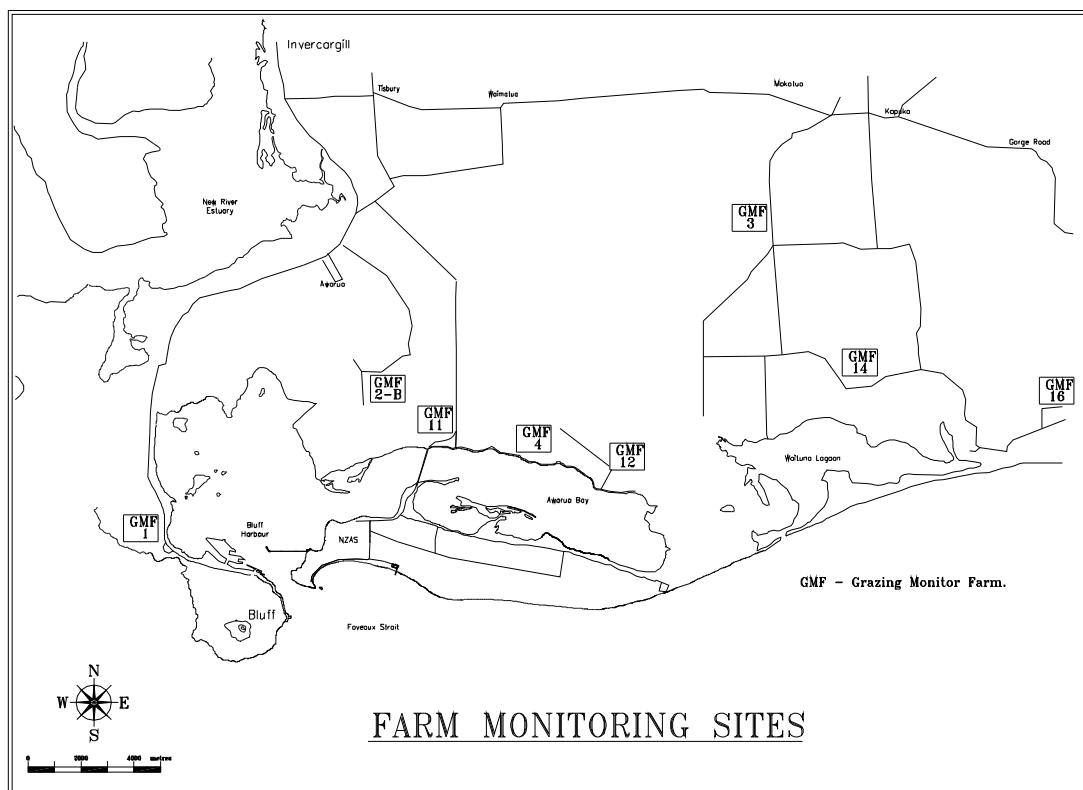 Invercargill
Tisbury
Waimatua
Mokotua
Kapuka
Gorge Road
New River
Estuary
GMF
3
Awarua
GMF
14
GMF
2-B
GMF
16
GMF
11
GMF
4
GMF
12
Waituna Lagoon
Awarua Bay
GMF
1
Bluff
Harbour
NZAS
GMF - Grazing Monitor Farm.
Bluff
Foveaux Strait
N
W E
S
FARM MONITORING SITES
0 2000 4000 metres